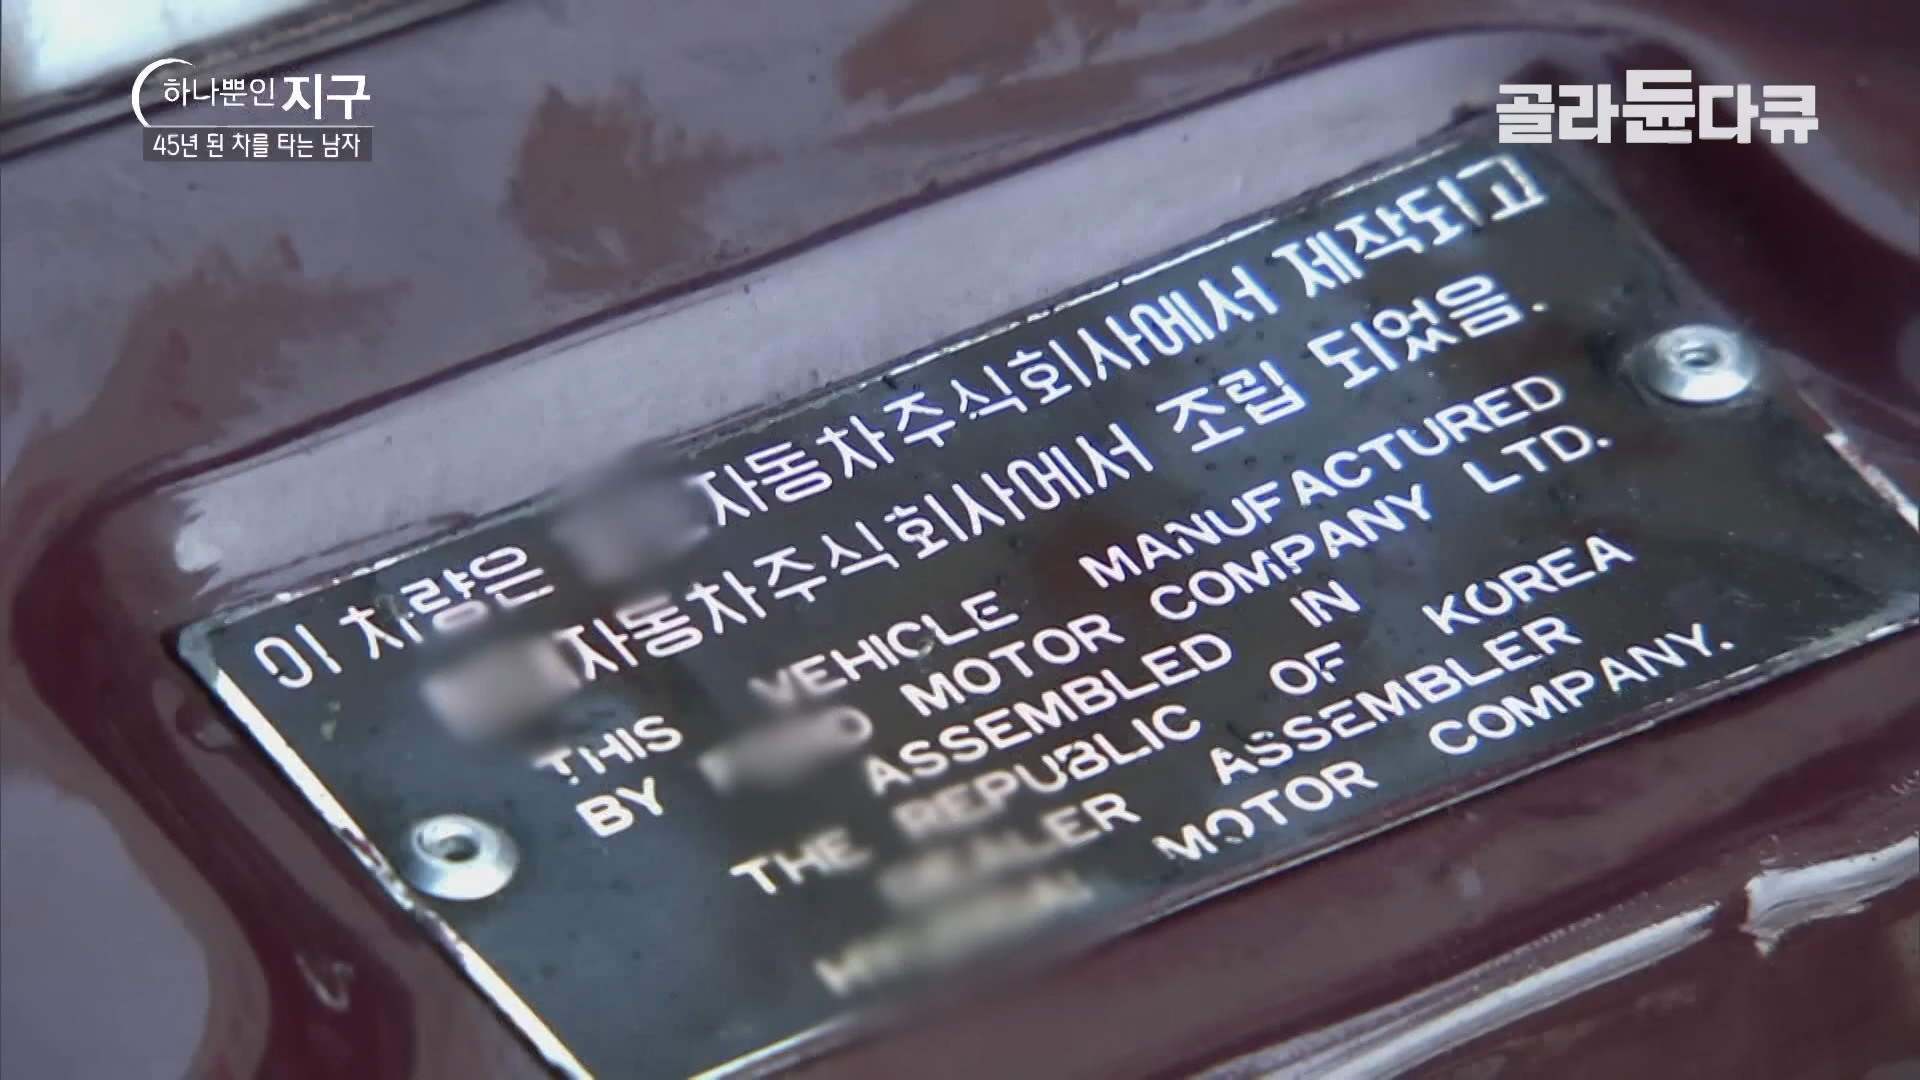 하나뿐인 지구
45년 된 차를 타는 남자
골라듄다큐
이 차량은 자동차주식회사에서 제작되고
자동차주식회사에서 조립 되었음.
THIS VEHICLE MANUFACTURED
BY MOTOR COMPANY LTD.
ASSEMBLED IN
THE REPUBLIC OF KOREA
DEALER ASSEMBLER
MOTOR COMPANY.